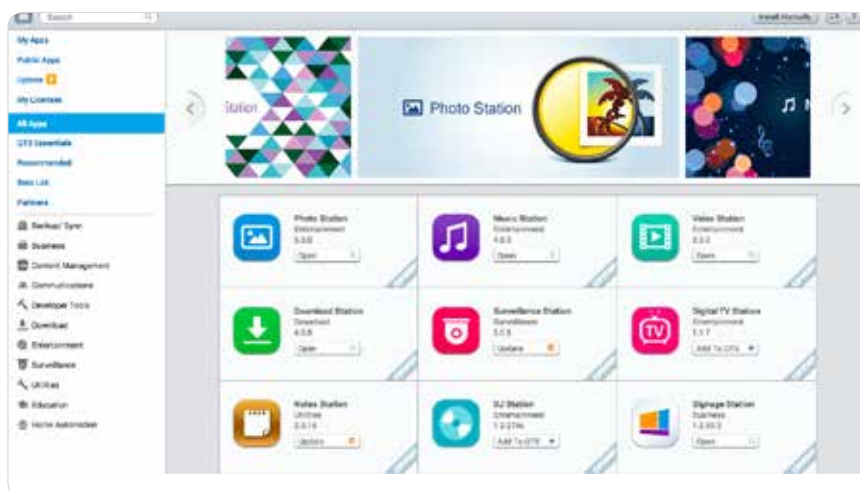 Search
Install Manually
My Apps
Public Apps
Update
My Licenses
All Apps
QTS Essentials
Recommended
Beta Lab
Partners
Backup/ Sync
Business
Content Management
Communications
Developer Tools
Download
Entertainment
Surveillance
Utilities
Education
Home Automation
Station
Photo Station
Photo Station
Entertainment
Open
Music Station
Entertainment
Open
Video Station
Entertainment
Open
Download Station
Download
Open
Surveillance Station
Surveillance
Update
TV
Digital TV Station
Entertainment
Add To QTS +
Notes Station
Utilities
Update
DJ Station
Entertainment
Add To QTS +
Signage Station
Business
Open